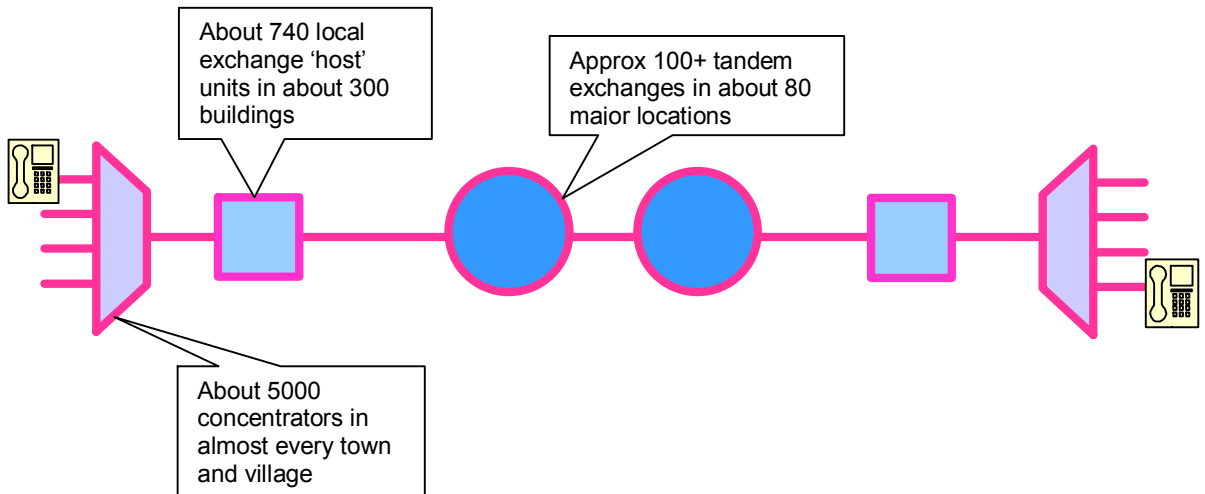 About 740 local
exchange ‘host’
units in about 300
buildings
Approx 100+ tandem
exchanges in about 80
major locations
About 5000
concentrators in
almost every town
and village